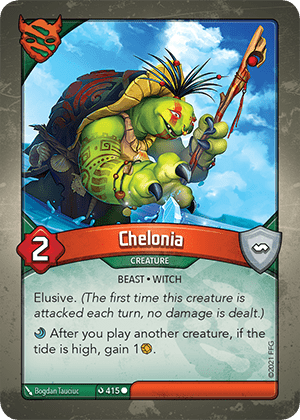 Chelonia
CREATURE
2
BEAST • WITCH
Elusive. (The first time this creature is
attacked each turn, no damage is dealt.)
After you play another creature, if the
tide is high, gain 1.
Bogdan Tauciuc
415
©2021 FFG